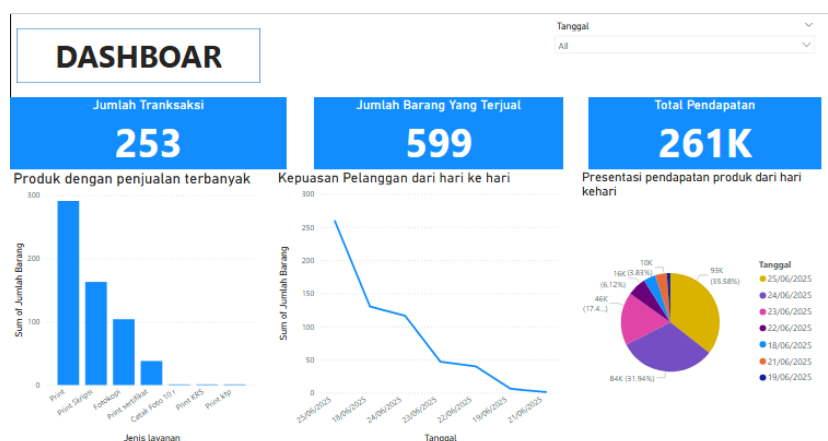 DASHBOAR
Tanggal
All
Jumlah Tranksaksi
253
Jumlah Barang Yang Terjual
599
Total Pendapatan
261K
Produk dengan penjualan terbanyak
Sum of Jumlah Barang
300
200
100
0
Print
Print Skripsi
Fotokopi
Print sertifikat
Cetak Foto 10 r
Print KRS
Print ktp
Jenis layanan
Kepuasan Pelanggan dari hari ke hari
Sum of Jumlah Barang
300
250
200
150
100
50
0
25/06/2025
18/06/2025
24/06/2025
23/06/2025
22/06/2025
19/06/2025
21/06/2025
Tanggal
Presentasi pendapatan produk dari hari
kehari
93K
(35.58%)
84K (31.94%)
46K
(17.4...)
16K
(6.12%)
10K
(3.83%)
Tanggal
25/06/2025
24/06/2025
23/06/2025
22/06/2025
18/06/2025
21/06/2025
19/06/2025